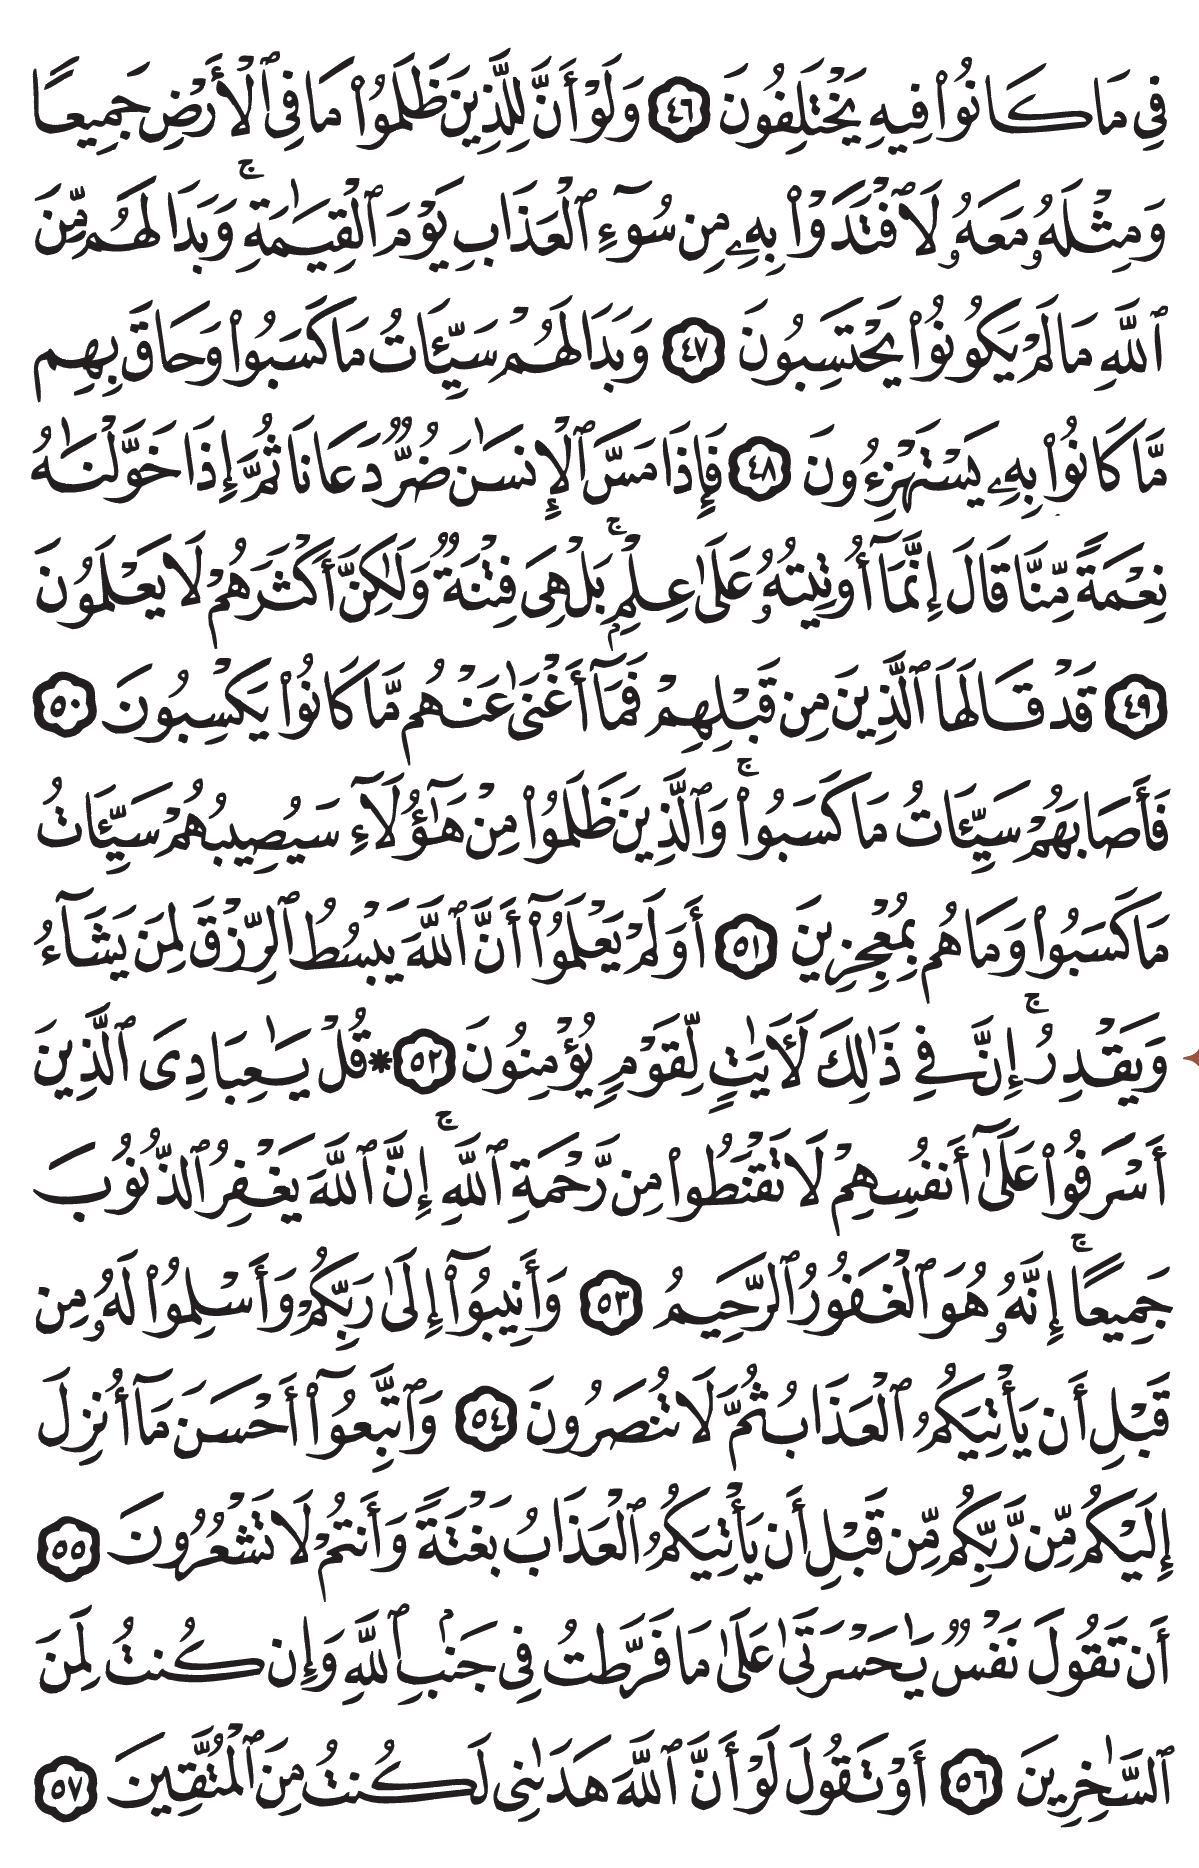 فِي مَا كَانُوا۟ فِيهِ يَخْتَلِفُونَ ٤٦ وَلَوْ أَنَّ لِلَّذِينَ ظَلَمُوا۟ مَا فِي ٱلْأَرْضِ جَمِيعًا
وَمِثْلَهُۥ مَعَهُۥ لَٱفْتَدَوْا۟ بِهِۦ مِن سُوٓءِ ٱلْعَذَابِ يَوْمَ ٱلْقِيَـٰمَةِ ۚ وَبَدَا لَهُم مِّنَ
ٱللَّهِ مَا لَمْ يَكُونُوا۟ يَحْتَسِبُونَ ٤٧ وَبَدَا لَهُمْ سَيِّـَٔاتُ مَا كَسَبُوا۟ وَحَاقَ بِهِم
مَّا كَانُوا۟ بِهِۦ يَسْتَهْزِءُونَ ٤٨ فَإِذَا مَسَّ ٱلْإِنسَـٰنَ ضُرٌّ دَعَانَا ثُمَّ إِذَا خَوَّلْنَـٰهُ
نِعْمَةً مِّنَّا قَالَ إِنَّمَآ أُوتِيتُهُۥ عَلَىٰ عِلْمٍۭ ۚ بَلْ هِىَ فِتْنَةٌ وَلَـٰكِنَّ أَكْثَرَهُمْ لَا يَعْلَمُونَ
٤٩ قَدْ قَالَهَا ٱلَّذِينَ مِن قَبْلِهِمْ فَمَآ أَغْنَىٰ عَنْهُم مَّا كَانُوا۟ يَكْسِبُونَ ٥٠
فَأَصَابَهُمْ سَيِّـَٔاتُ مَا كَسَبُوا۟ ۚ وَٱلَّذِينَ ظَلَمُوا۟ مِنْ هَـٰٓؤُلَآءِ سَيُصِيبُهُمْ سَيِّـَٔاتُ
مَا كَسَبُوا۟ وَمَا هُم بِمُعْجِزِينَ ٥١ أَوَلَمْ يَعْلَمُوٓا۟ أَنَّ ٱللَّهَ يَبْسُطُ ٱلرِّزْقَ لِمَن يَشَآءُ
وَيَقْدِرُ ۚ إِنَّ فِي ذَٰلِكَ لَـَٔايَـٰتٍ لِّقَوْمٍ يُؤْمِنُونَ ٥٢ * قُلْ يَـٰعِبَادِىَ ٱلَّذِينَ
أَسْرَفُوا۟ عَلَىٰٓ أَنفُسِهِمْ لَا تَقْنَطُوا۟ مِن رَّحْمَةِ ٱللَّهِ ۚ إِنَّ ٱللَّهَ يَغْفِرُ ٱلذُّنُوبَ
جَمِيعًا ۚ إِنَّهُۥ هُوَ ٱلْغَفُورُ ٱلرَّحِيمُ ٥٣ وَأَنِيبُوٓا۟ إِلَىٰ رَبِّكُمْ وَأَسْلِمُوا۟ لَهُۥ مِن
قَبْلِ أَن يَأْتِيَكُمُ ٱلْعَذَابُ ثُمَّ لَا تُنصَرُونَ ٥٤ وَٱتَّبِعُوٓا۟ أَحْسَنَ مَآ أُنزِلَ
إِلَيْكُم مِّن رَّبِّكُم مِّن قَبْلِ أَن يَأْتِيَكُمُ ٱلْعَذَابُ بَغْتَةً وَأَنتُمْ لَا تَشْعُرُونَ ٥٥
أَن تَقُولَ نَفْسٌ يَـٰحَسْرَتَىٰ عَلَىٰ مَا فَرَّطتُ فِي جَنۢبِ ٱللَّهِ وَإِن كُنتُ لَمِنَ
ٱلسَّـٰخِرِينَ ٥٦ أَوْ تَقُولَ لَوْ أَنَّ ٱللَّهَ هَدَىٰنِي لَكُنتُ مِنَ ٱلْمُتَّقِينَ ٥٧